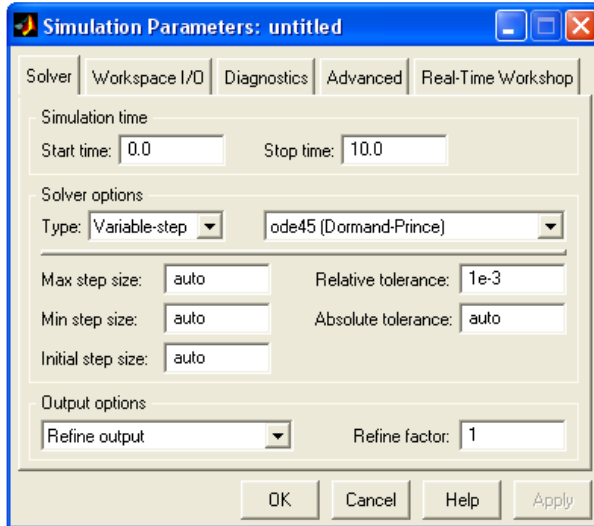 Simulation Parameters: untitled
Solver Workspace I/O Diagnostics Advanced Real-Time Workshop
Simulation time
Start time: 0.0 Stop time: 10.0
Solver options
Type: Variable-step ode45 (Dormand-Prince)
Max step size: auto Relative tolerance: 1e-3
Min step size: auto Absolute tolerance: auto
Initial step size: auto
Output options
Refine output Refine factor: 1
OK Cancel Help Apply